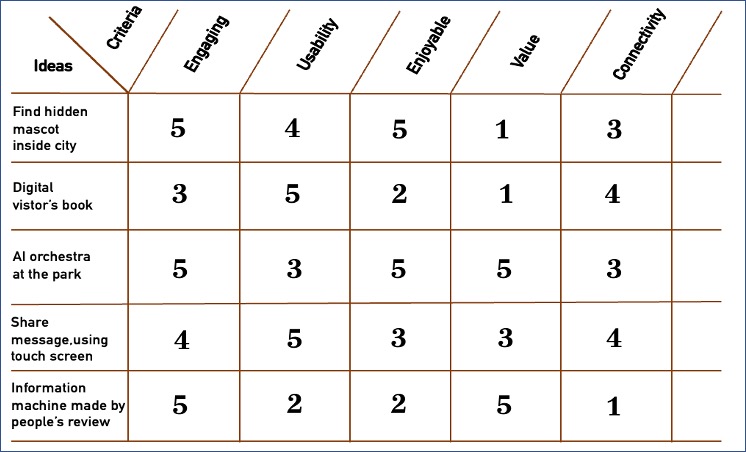 Ideas
Criteria
Engaging
Usability
Enjoyable
Value
Connectivity
Find hidden
mascot
inside city
5 4 5 1 3
Digital
vistor's book
3 5 2 1 4
AI orchestra
at the park
5 3 5 5 3
Share
message,using
touch screen
4 5 3 3 4
Information
machine made by
people's review
5 2 2 5 1